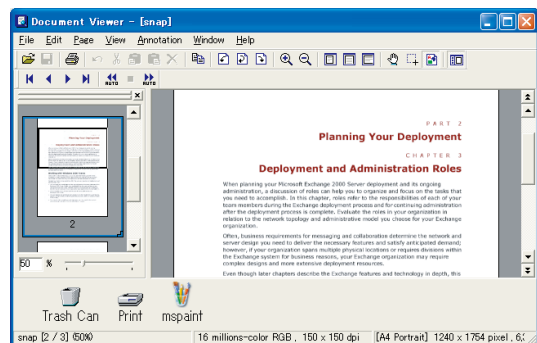 Document Viewer - [snap]
File Edit Page View Annotation Window Help
AUTO AUTO
PART 2
Planning Your Deployment
CHAPTER 3
Deployment and Administration Roles
When planning your Microsoft Exchange 2000 Server deployment and its ongoing
administration, a discussion of roles can help you to organize and focus on the tasks that
you need to accomplish. In this chapter, roles refer to the responsibilities of each of your
team members during the Exchange deployment process and for continuing administration
after the deployment process is complete. Evaluate the roles in your organization in
relation to the network topology and administrative model you choose for your Exchange
organization.
Often, business requirements for messaging and collaboration determine the network and
server design you need to deliver the necessary features and satisfy anticipated demand;
however, if your organization spans multiple physical locations or requires divisions within
the Exchange system for business reasons, your Exchange organization may require
complex designs and more extensive deployment resources.
Even though later chapters describe the Exchange features and technology in depth, this
2
50 %
Trash Can Print mspaint
snap [2 / 3] (50%) 16 millions-color RGB , 150 x 150 dpi [A4 Portrait] 1240 x 1754 pixel , 6,